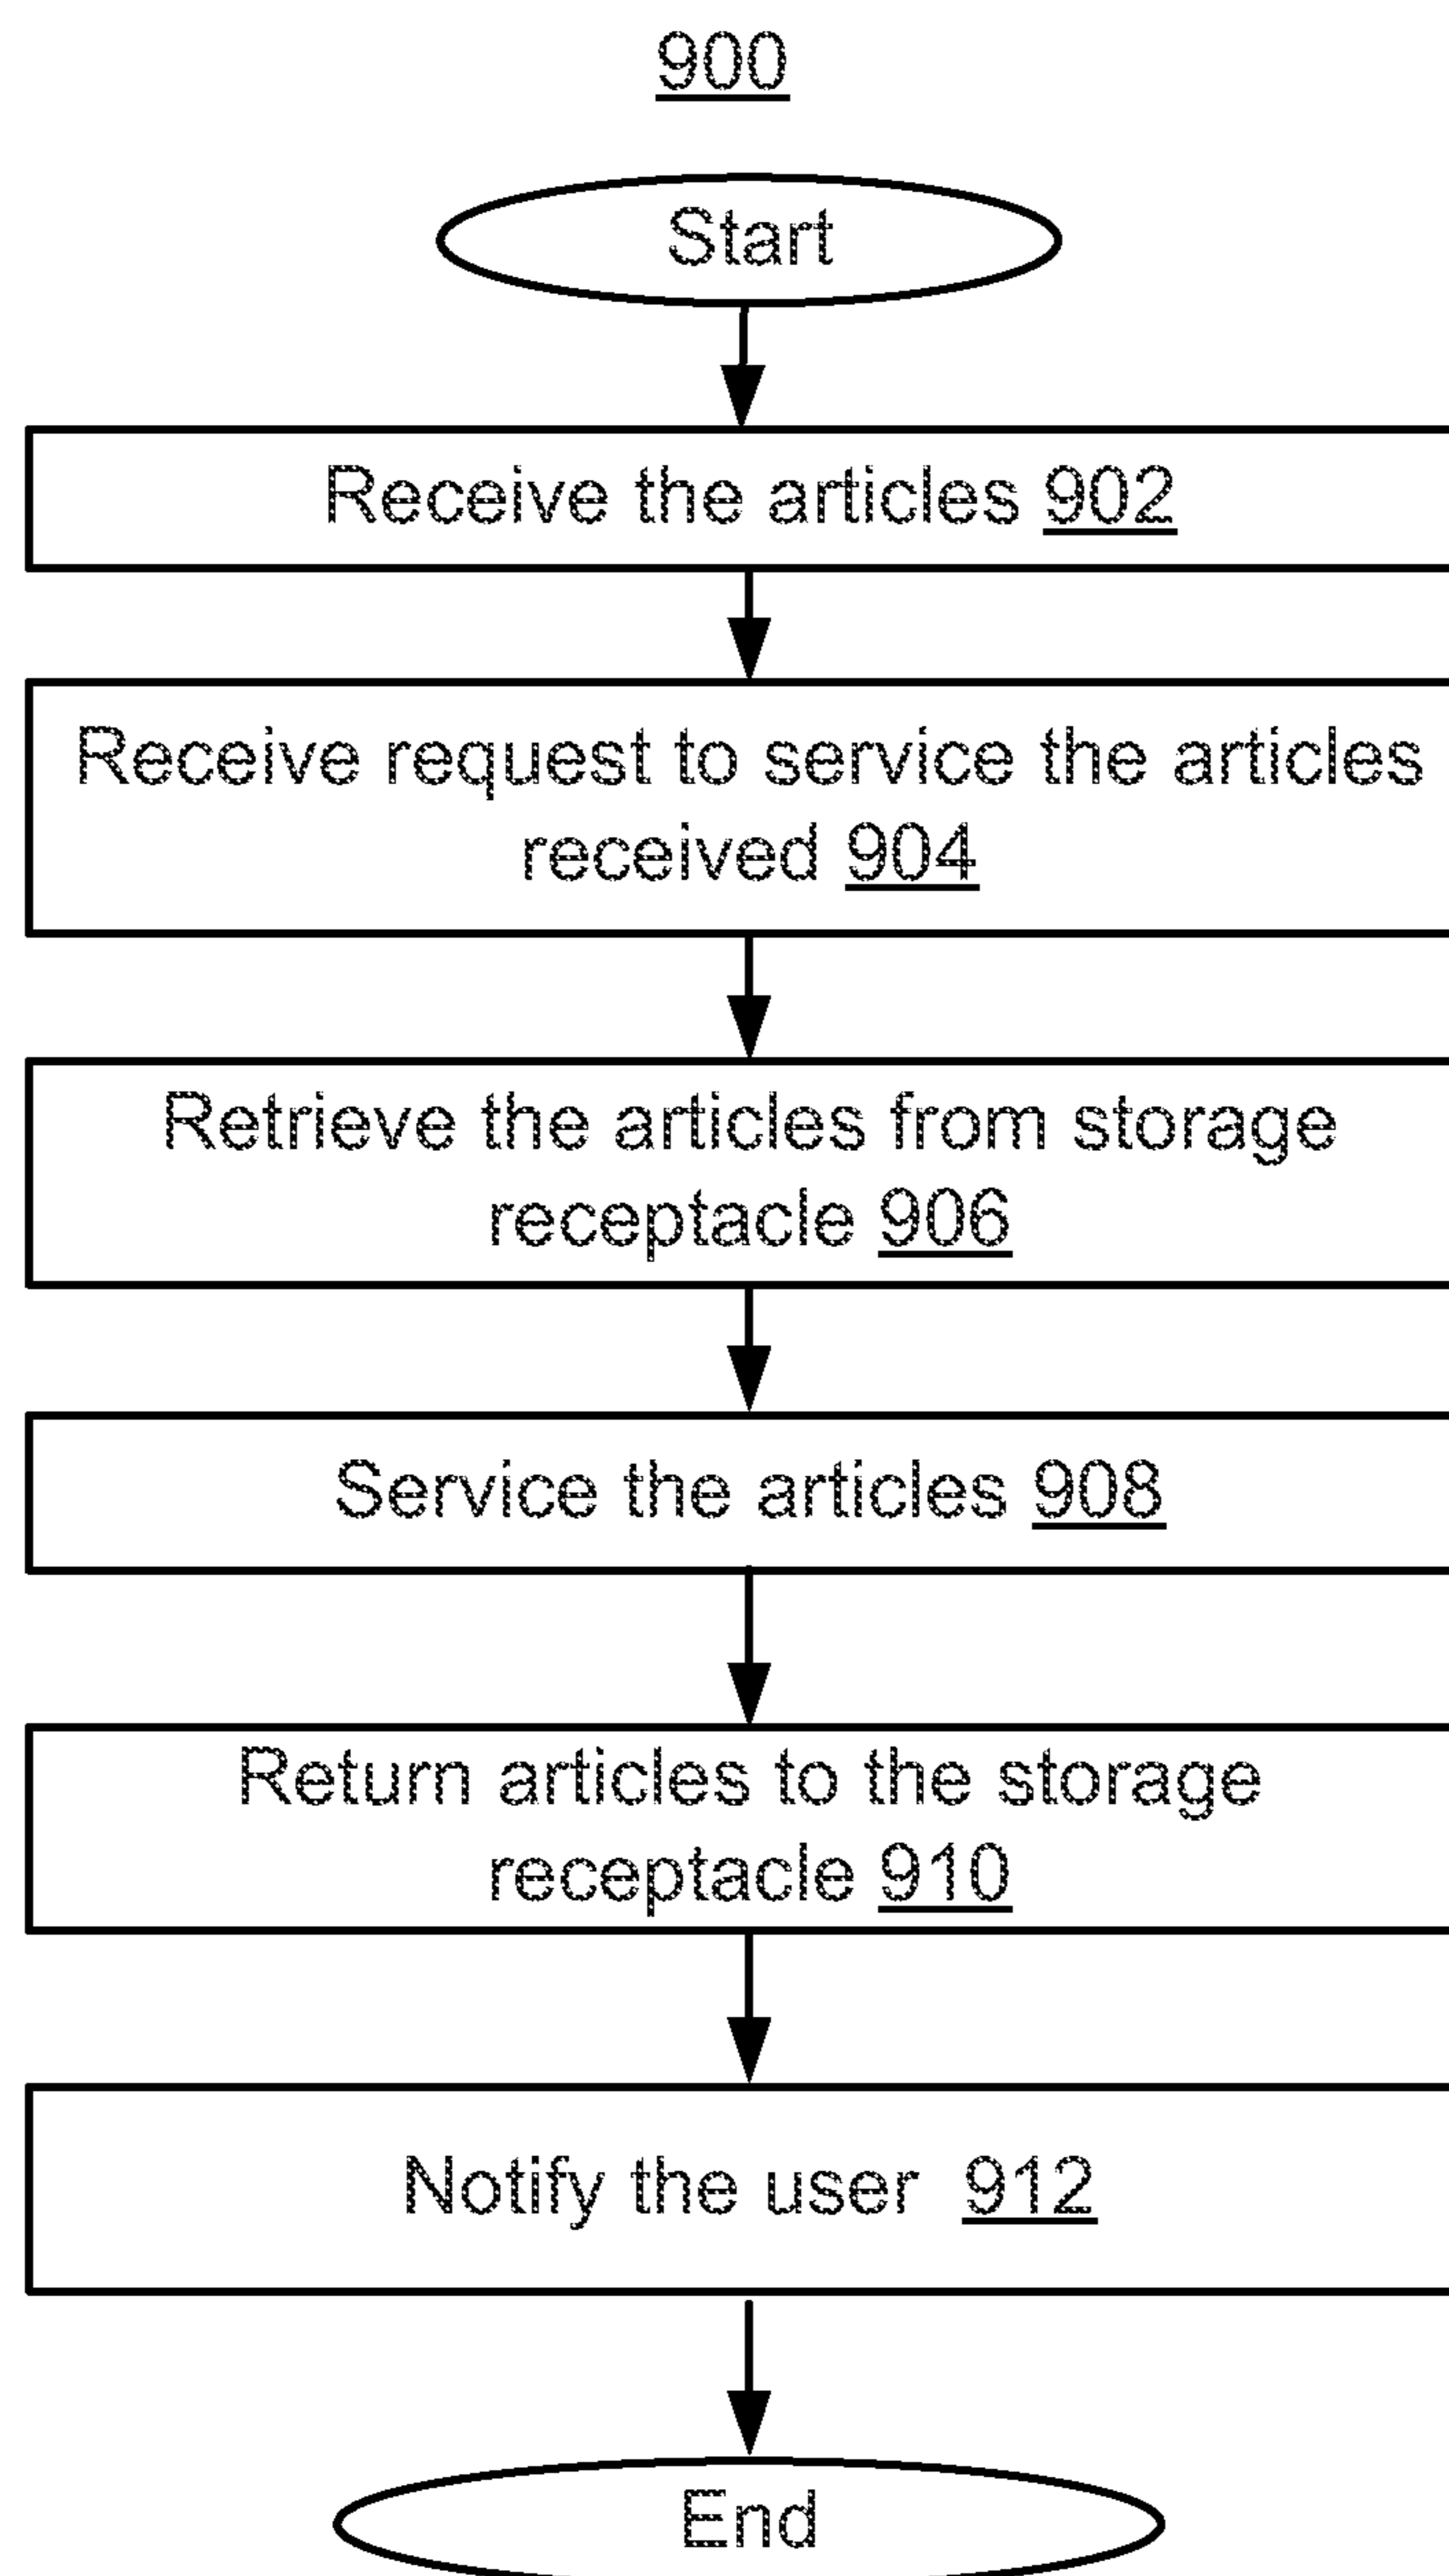 900
Start
Receive the articles 902
Receive request to service the articles
received 904
Retrieve the articles from storage
receptacle 906
Service the articles 908
Return articles to the storage
receptacle 910
Notify the user 912
End